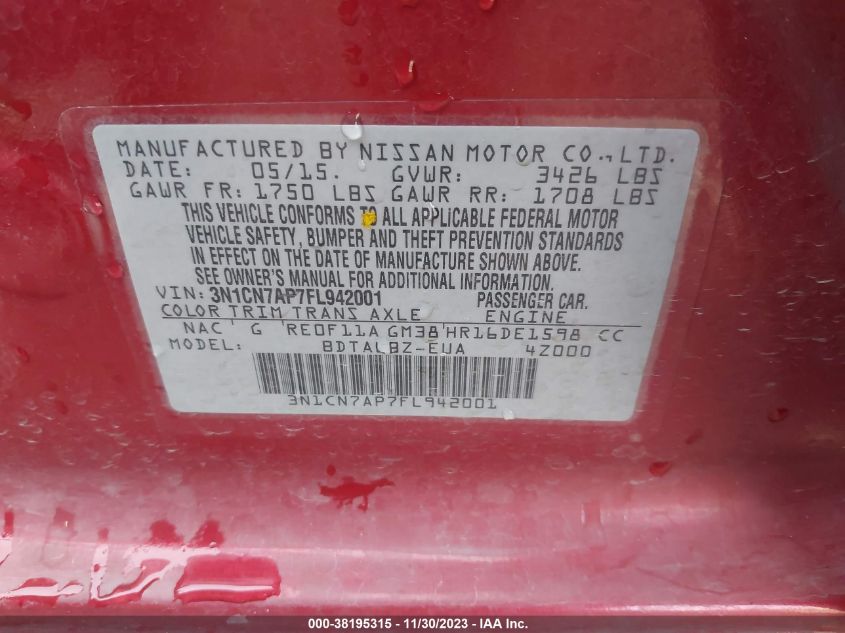 MANUFACTURED BY NISSAN MOTOR CO., LTD.
DATE: 05/15. GVWR: 3426 LBS
GAWR FR: 1750 LBS GAWR RR: 1708 LBS
THIS VEHICLE CONFORMS TO ALL APPLICABLE FEDERAL MOTOR
VEHICLE SAFETY, BUMPER AND THEFT PREVENTION STANDARDS
IN EFFECT ON THE DATE OF MANUFACTURE SHOWN ABOVE.
SEE OWNER'S MANUAL FOR ADDITIONAL INFORMATION.
VIN: 3N1CN7AP7FL942001 PASSENGER CAR.
COLOR TRIM TRANS AXLE ENGINE
NAC G RE0F11A GM38 HR16DE1598 CC
MODEL: BDTALBZ-EUA 4Z000
3N1CN7AP7FL942001
000-38195315 - 11/30/2023 - IAA Inc.